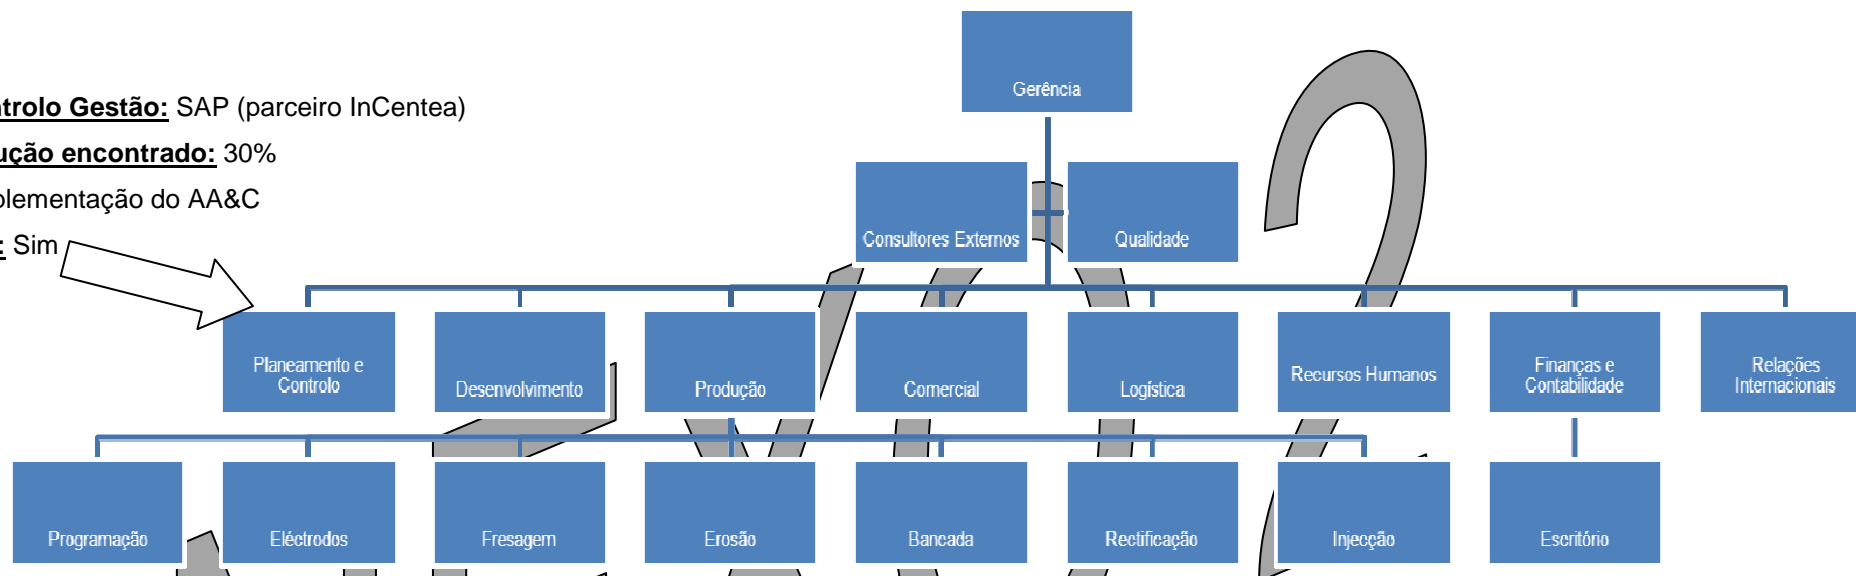 ntrolo Gestão: SAP (parceiro InCentea)
ução encontrado: 30%
plementação do AA&C
: Sim
Gerência
Consultores Externos
Qualidade
Planeamento e
Controlo
Desenvolvimento
Produção
Comercial
Logística
Recursos Humanos
Finanças e
Contabilidade
Relações
Internacionais
Programação
Eléctrodos
Fresagem
Erosão
Bancada
Rectificação
Injecção
Escritório